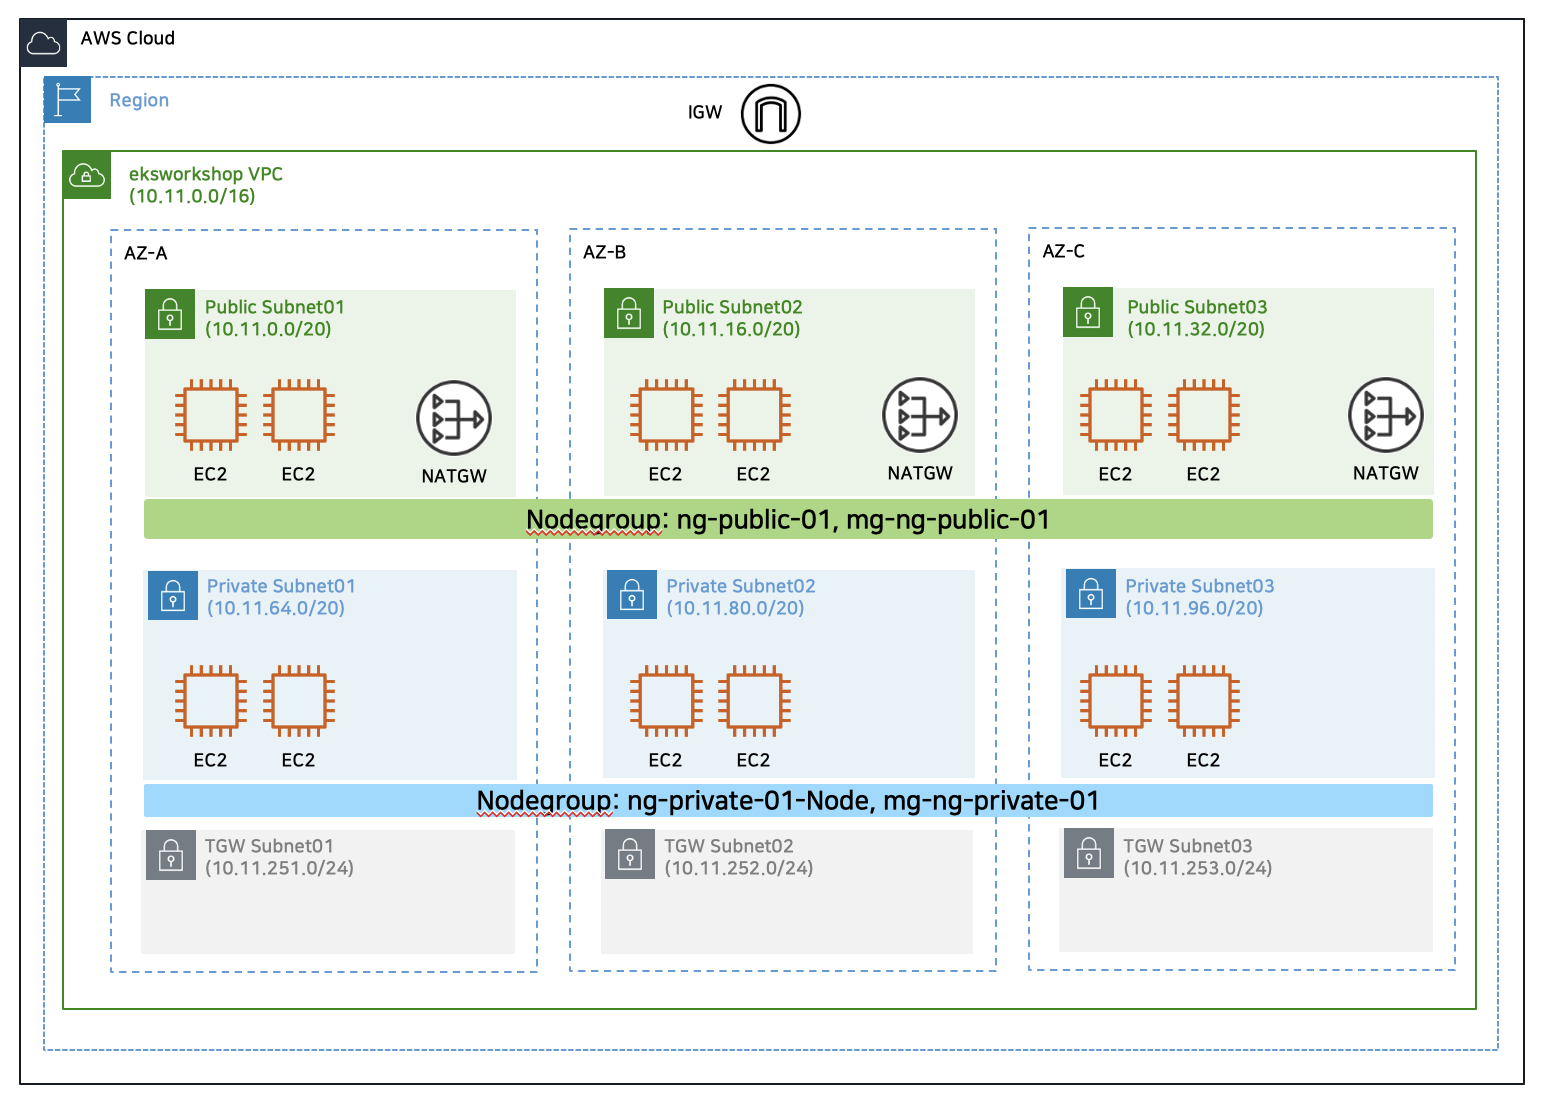 AWS Cloud
Region
IGW
eksworkshop VPC
(10.11.0.0/16)
AZ-A
AZ-B
AZ-C
Public Subnet01
(10.11.0.0/20)
Public Subnet02
(10.11.16.0/20)
Public Subnet03
(10.11.32.0/20)
EC2
EC2
NATGW
EC2
EC2
NATGW
EC2
EC2
NATGW
Nodegroup: ng-public-01, mg-ng-public-01
Private Subnet01
(10.11.64.0/20)
Private Subnet02
(10.11.80.0/20)
Private Subnet03
(10.11.96.0/20)
EC2
EC2
EC2
EC2
EC2
EC2
Nodegroup: ng-private-01-Node, mg-ng-private-01
TGW Subnet01
(10.11.251.0/24)
TGW Subnet02
(10.11.252.0/24)
TGW Subnet03
(10.11.253.0/24)